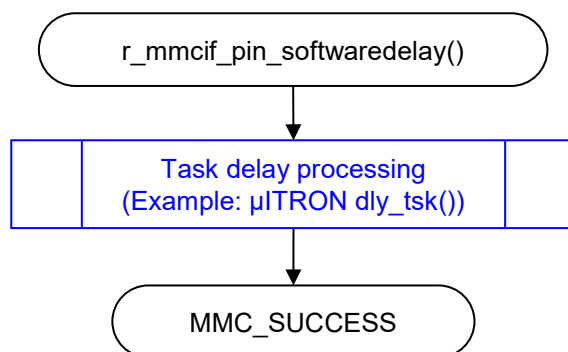 r_mmcif_pin_softwaredelay()
Task delay processing
(Example: µITRON dly_tsk())
MMC_SUCCESS